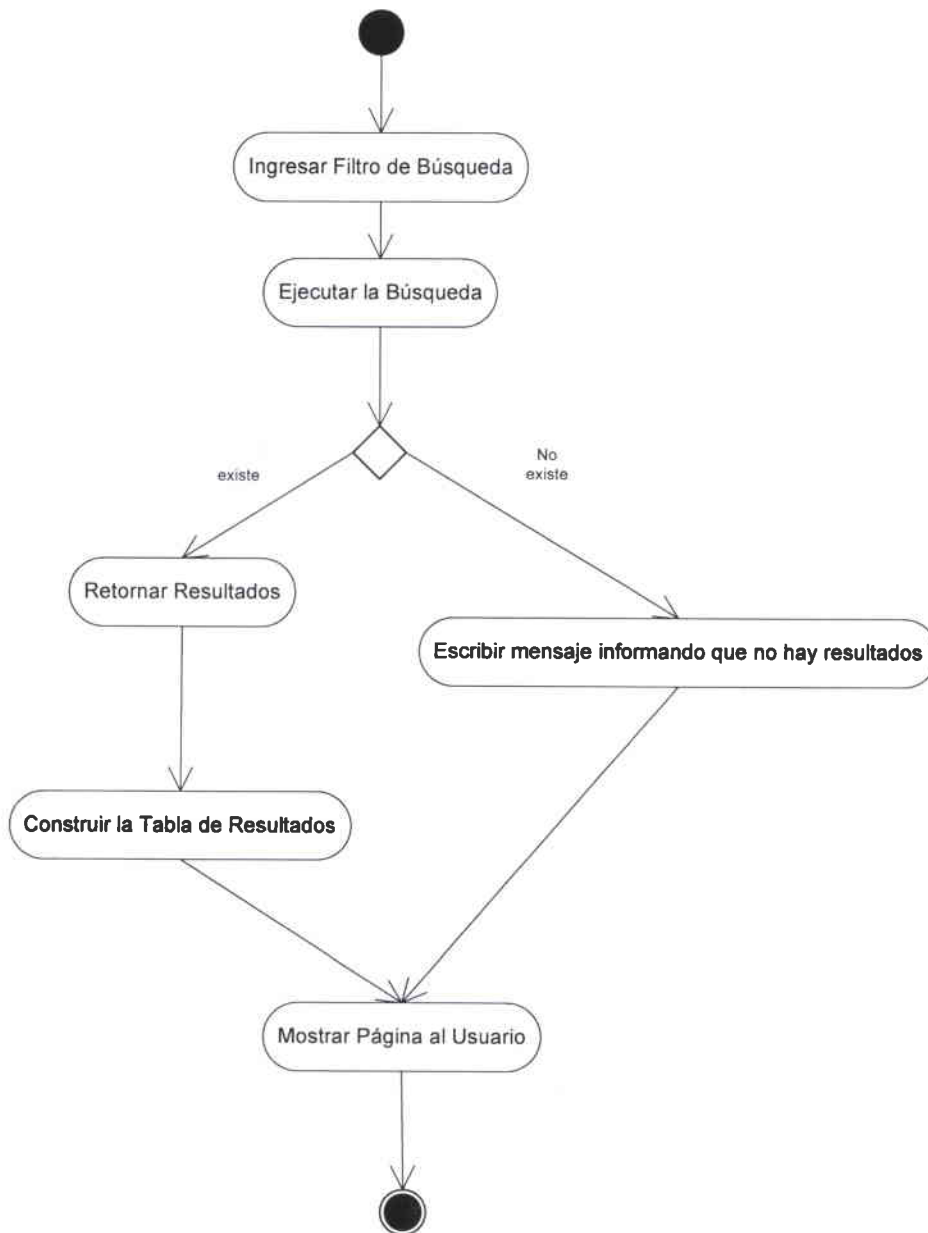 Ingresar Filtro de Búsqueda
Ejecutar la Búsqueda
existe
No
existe
Retornar Resultados
Escribir mensaje informando que no hay resultados
Construir la Tabla de Resultados
Mostrar Página al Usuario